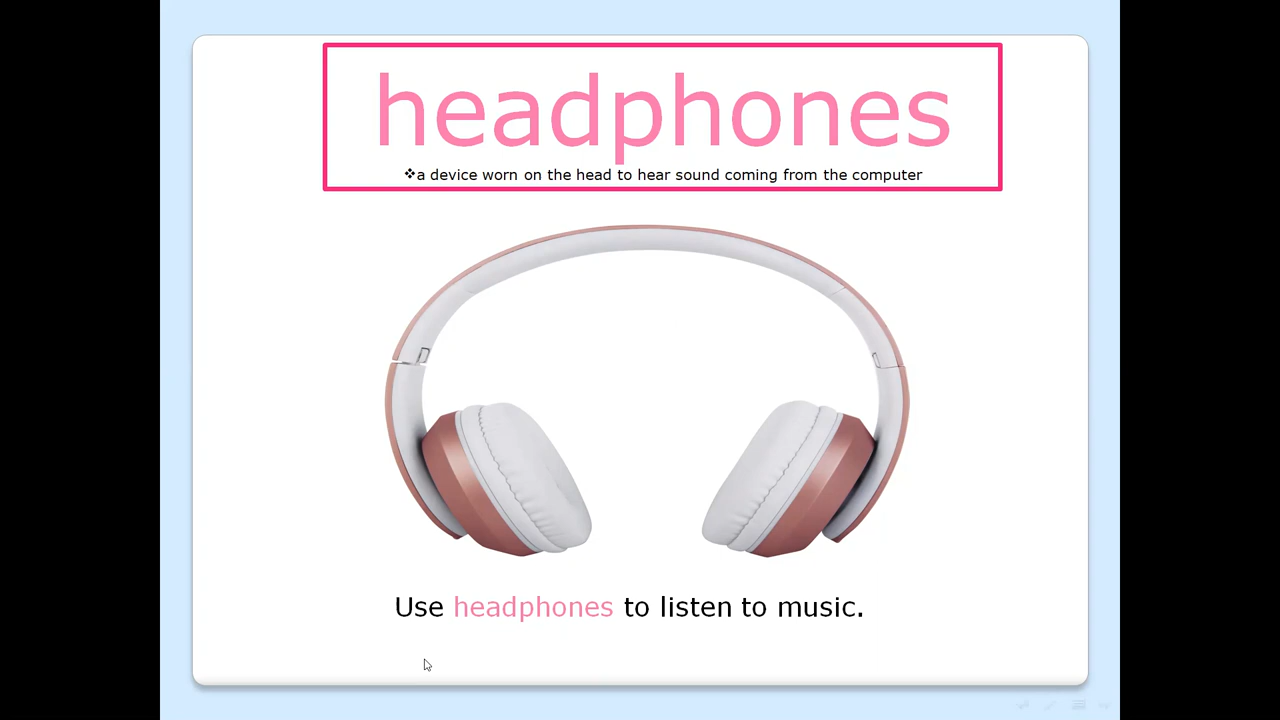 headphones
❖a device worn on the head to hear sound coming from the computer
Use headphones to listen to music.